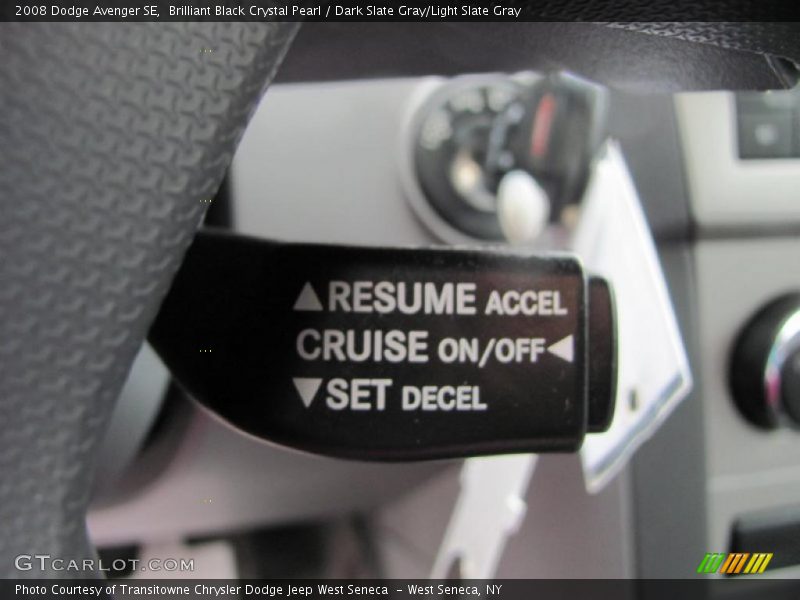 2008 Dodge Avenger SE,  Brilliant Black Crystal Pearl / Dark Slate Gray/Light Slate Gray
▲RESUME ACCEL
CRUISE ON/OFF◀
▼SET DECEL
GTCARLOT.COM
Photo Courtesy of Transitowne Chrysler Dodge Jeep West Seneca  - West Seneca, NY